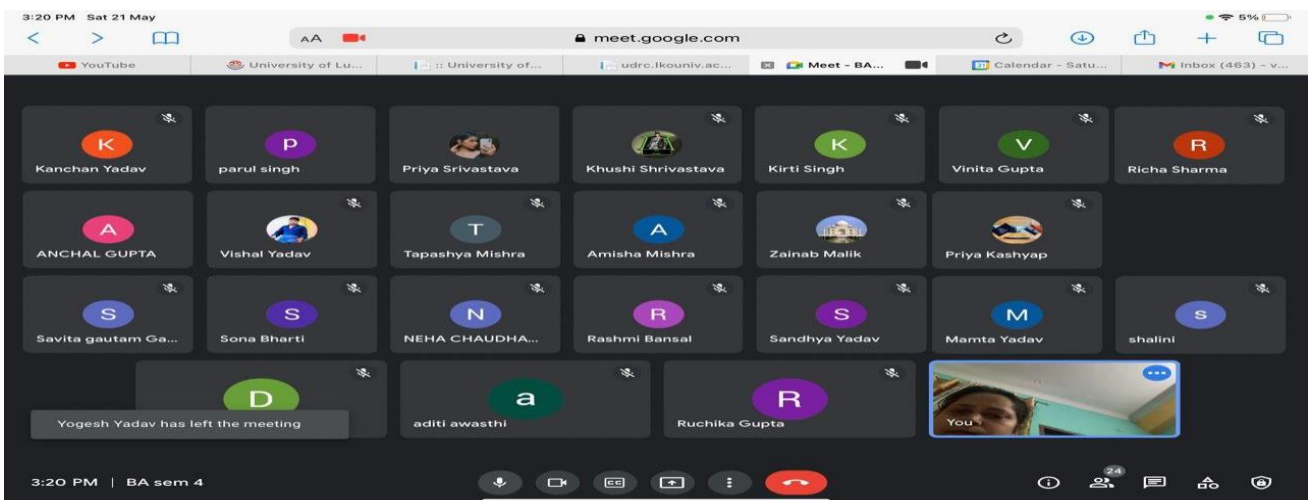 3:20 PM Sat 21 May
5%
AA
meet.google.com
YouTube
University of Lu...
:: University of...
udrc.lkouniv.ac...
Meet - BA...
Calendar - Satu...
Inbox (463) - v...
K
P
K
V
R
Kanchan Yadav
parul singh
Priya Srivastava
Khushi Shrivastava
Kirti Singh
Vinita Gupta
Richa Sharma
A
T
A
ANCHAL GUPTA
Vishal Yadav
Tapashya Mishra
Amisha Mishra
Zainab Malik
Priya Kashyap
S
S
N
R
S
M
s
Savita gautam Ga...
Sona Bharti
NEHA CHAUDHA...
Rashmi Bansal
Sandhya Yadav
Mamta Yadav
shalini
D
a
R
Yogesh Yadav has left the meeting
aditi awasthi
Ruchika Gupta
You
3:20 PM | BA sem 4
CC
24